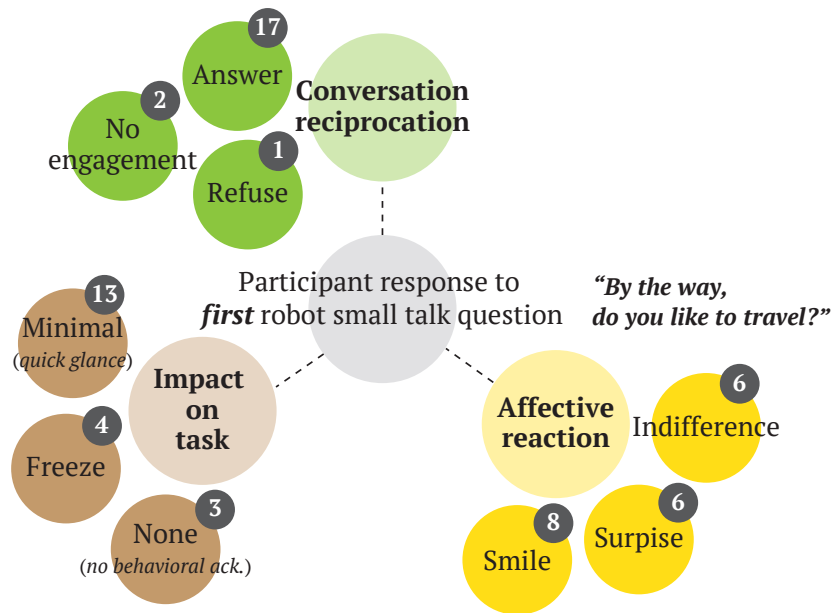 17
Answer
Conversation
reciprocation
2
No
engagement
1
Refuse
Participant response to
first robot small talk question
“By the way,
do you like to travel?”
13
Minimal
(quick glance)
Impact
on
task
4
Freeze
3
None
(no behavioral ack.)
Affective
reaction
6
Indifference
6
Surpise
8
Smile